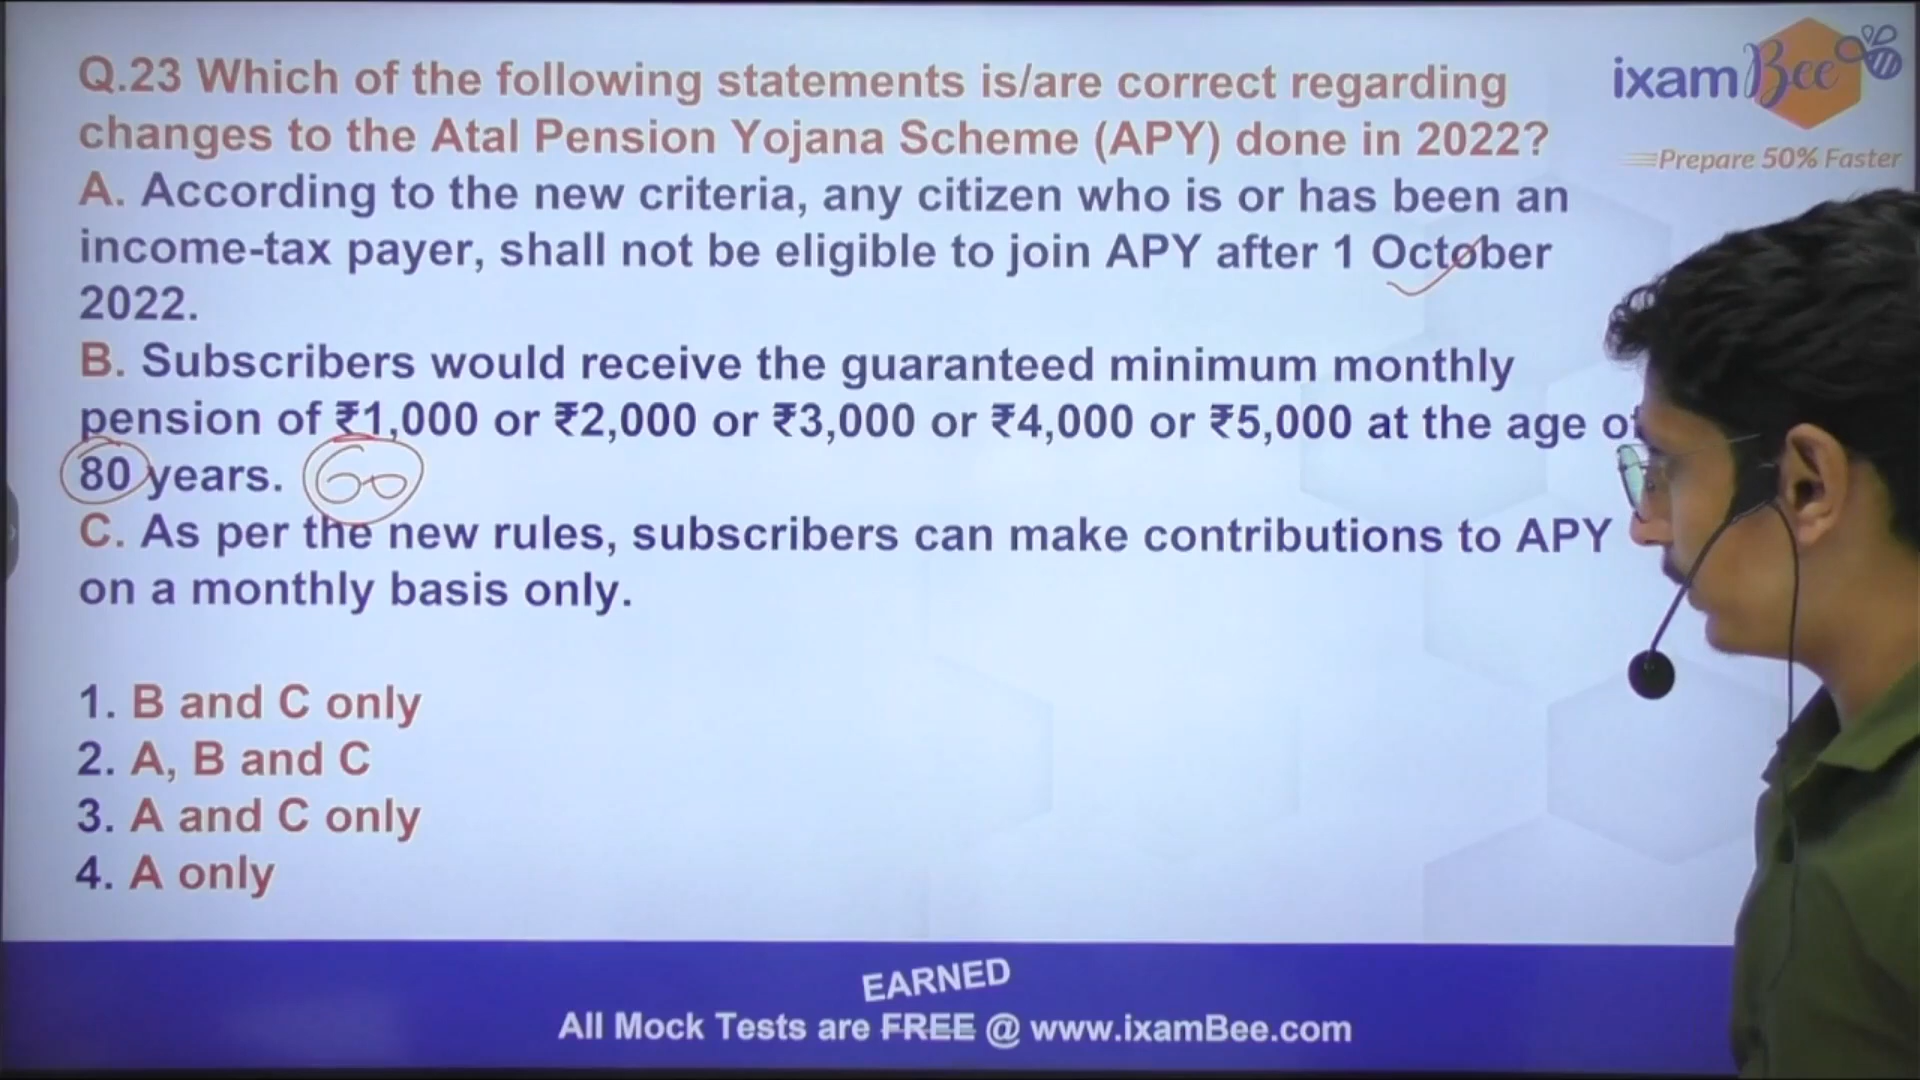 Q.23 Which of the following statements is/are correct regarding
changes to the Atal Pension Yojana Scheme (APY) done in 2022?
A. According to the new criteria, any citizen who is or has been an
income-tax payer, shall not be eligible to join APY after 1 October
2022.
B. Subscribers would receive the guaranteed minimum monthly
pension of ₹1,000 or ₹2,000 or ₹3,000 or ₹4,000 or ₹5,000 at the age of
80 years. 60
C. As per the new rules, subscribers can make contributions to APY
on a monthly basis only.
1. B and C only
2. A, B and C
3. A and C only
4. A only
ixamBee
Prepare 50% Faster
EARNED
All Mock Tests are FREE @ www.ixamBee.com